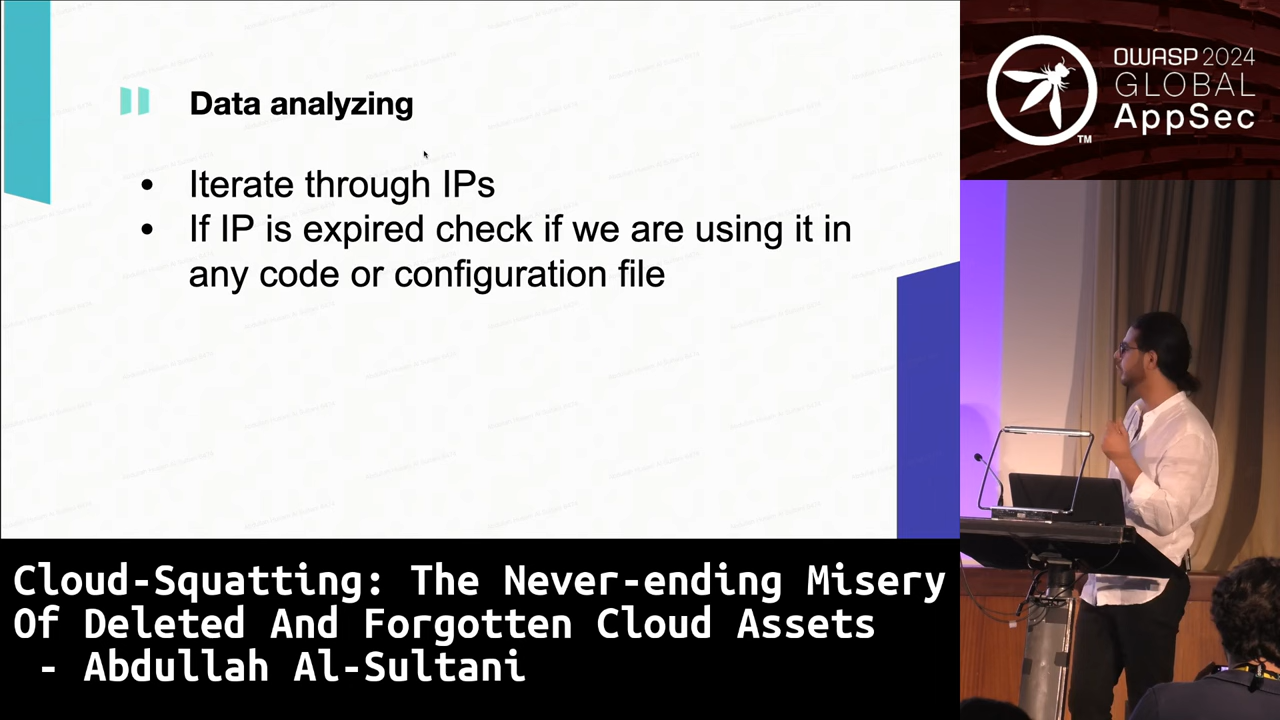 Data analyzing
• Iterate through IPs
• If IP is expired check if we are using it in
any code or configuration file
OWASP 2024
GLOBAL
AppSec
TM
Cloud-Squatting: The Never-ending Misery
Of Deleted And Forgotten Cloud Assets
- Abdullah Al-Sultani